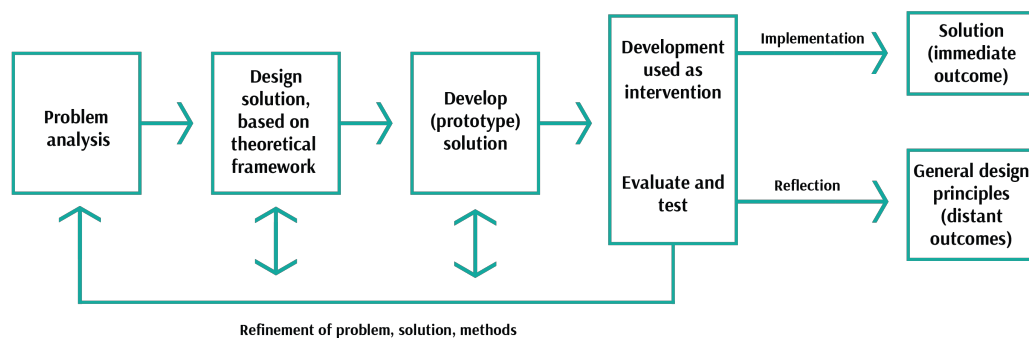 Problem
analysis
Design
solution,
based on
theoretical
framework
Develop
(prototype)
solution
Development
used as
intervention
Evaluate and
test
Implementation
Reflection
Solution
(immediate
outcome)
General design
principles
(distant
outcomes)
Refinement of problem, solution, methods